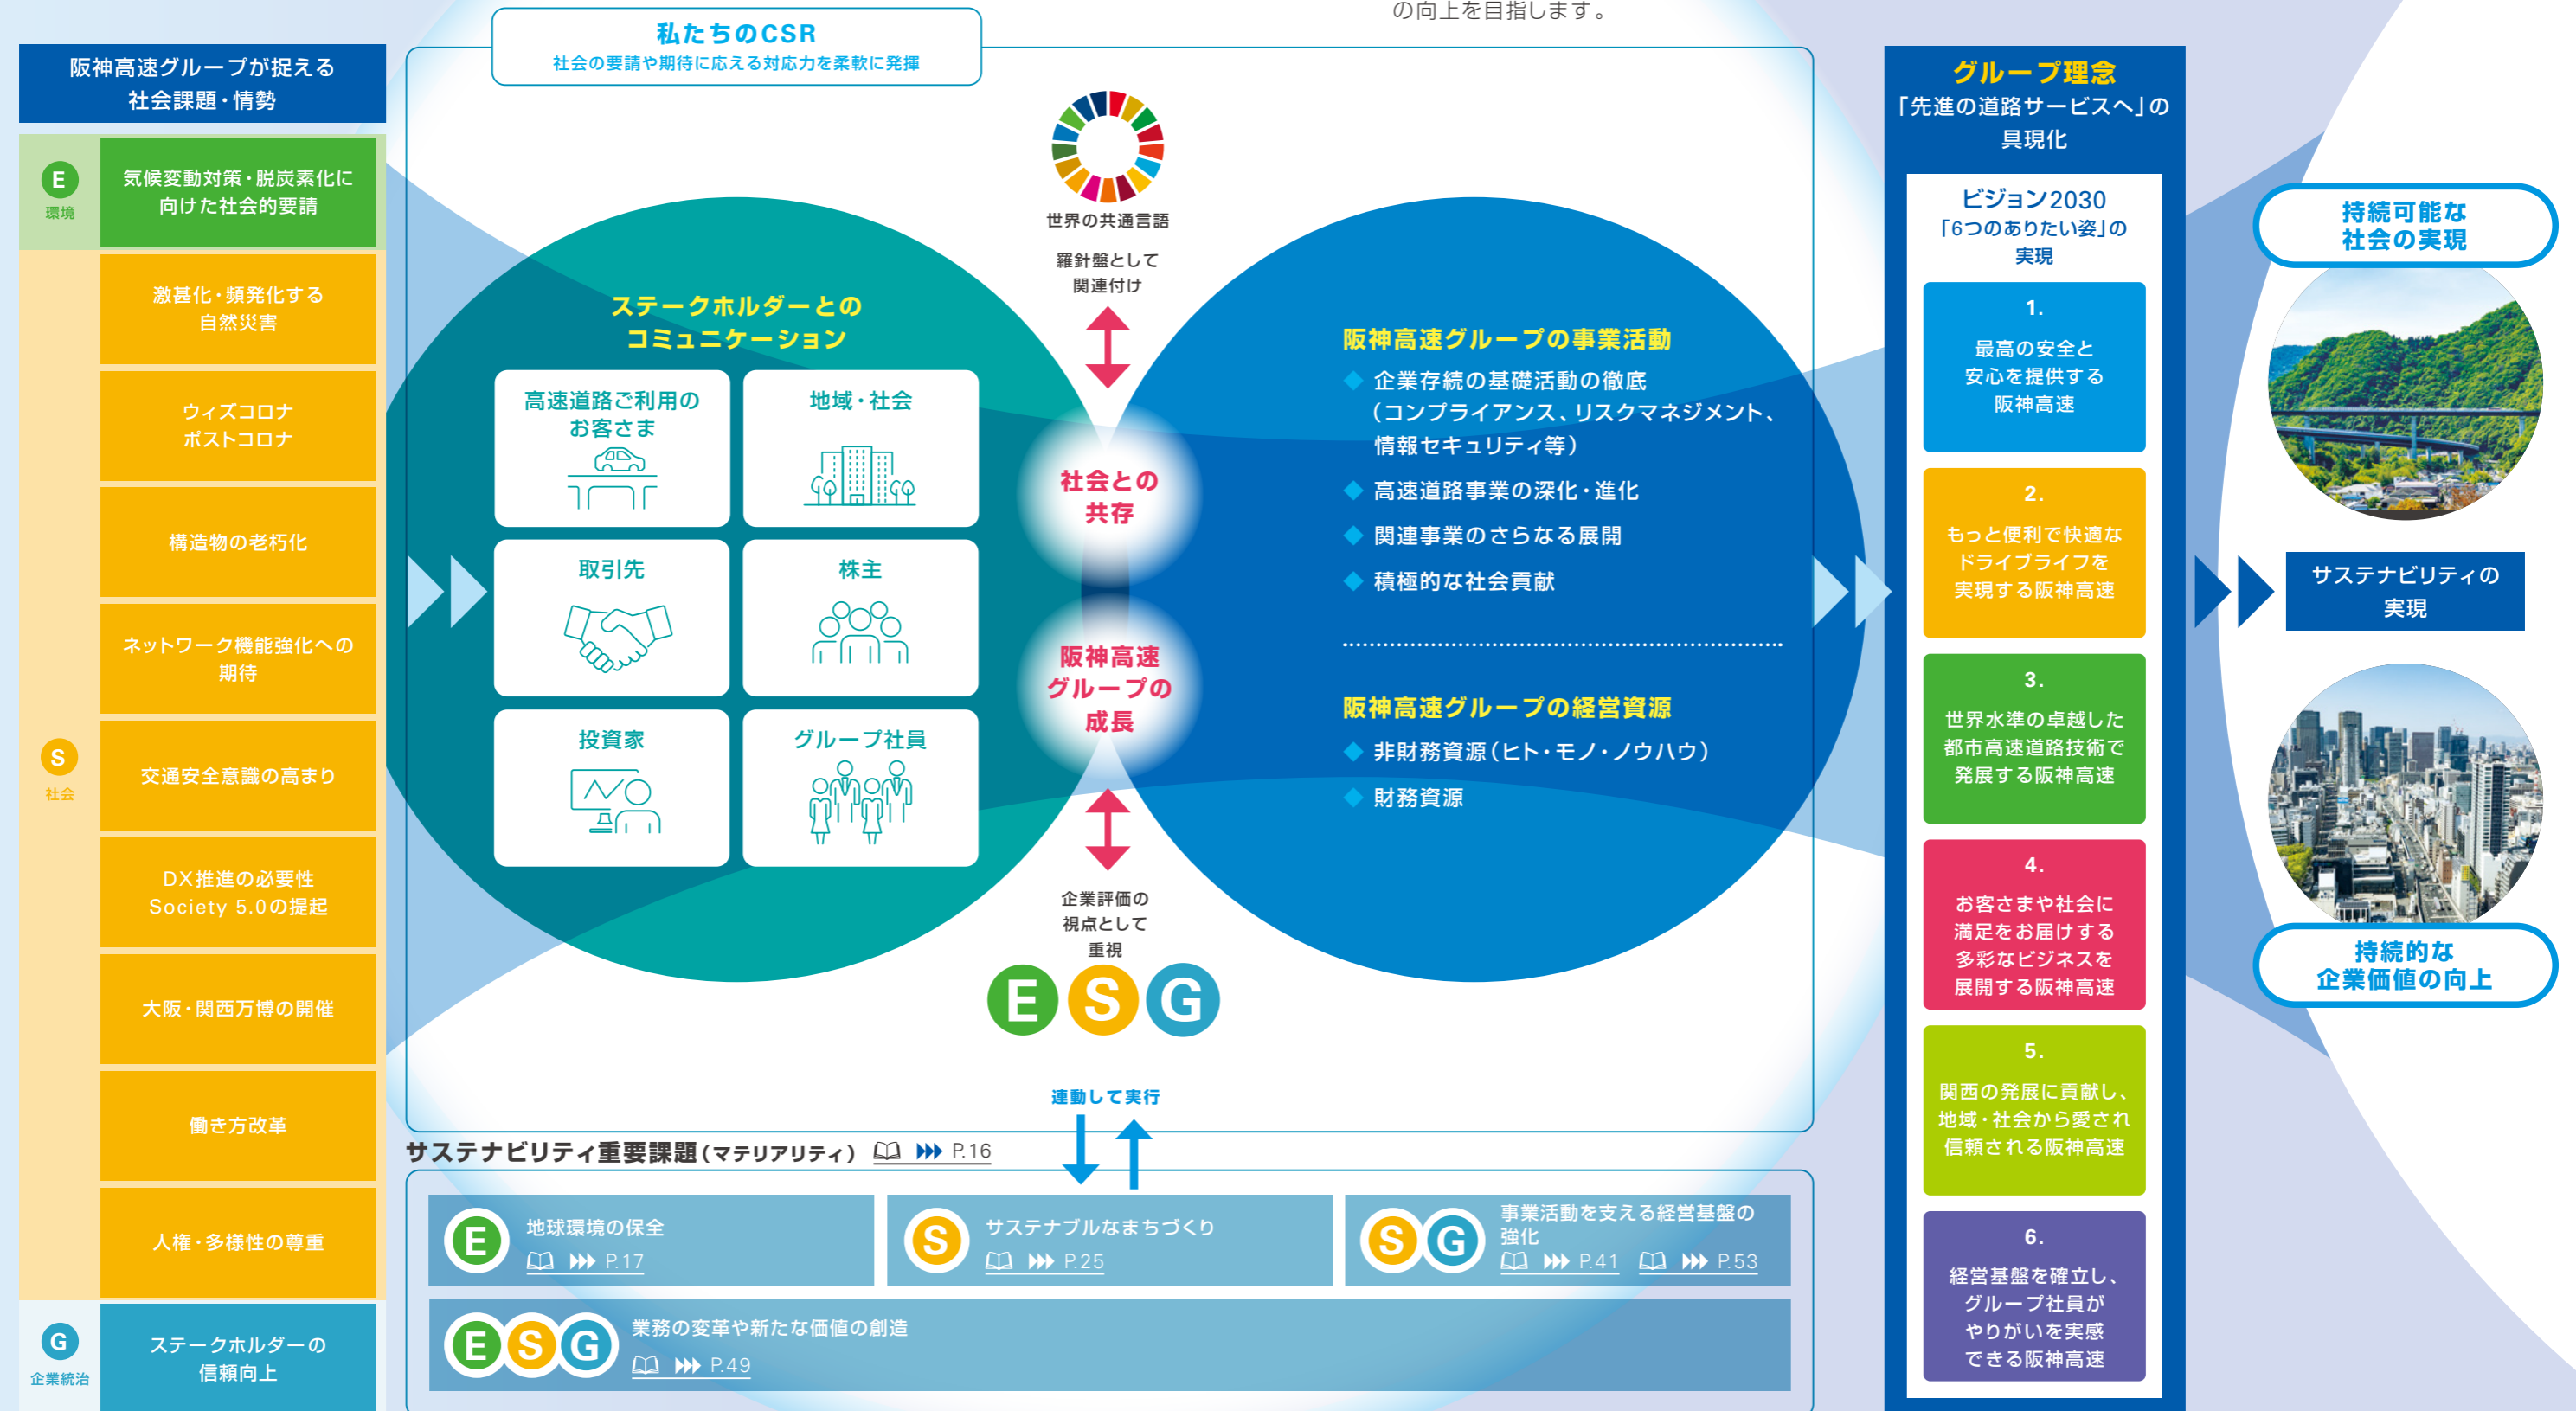 の向上を目指します。
阪神高速グループが捉える
社会課題・情勢
E
環境
気候変動対策・脱炭素化に
向けた社会的要請
S
社会
激甚化・頻発化する
自然災害
ウィズコロナ
ポストコロナ
構造物の老朽化
ネットワーク機能強化への
期待
交通安全意識の高まり
DX推進の必要性
Society 5.0の提起
大阪・関西万博の開催
働き方改革
人権・多様性の尊重
G
企業統治
ステークホルダーの
信頼向上
私たちのCSR
社会の要請や期待に応える対応力を柔軟に発揮
世界の共通言語
羅針盤として
関連付け
ステークホルダーとの
コミュニケーション
高速道路ご利用の
お客さま
地域・社会
取引先
株主
投資家
グループ社員
社会との
共存
阪神高速
グループの
成長
企業評価の
視点として
重視
E S G
阪神高速グループの事業活動
◆ 企業存続の基礎活動の徹底
（コンプライアンス、リスクマネジメント、
情報セキュリティ等）
◆ 高速道路事業の深化・進化
◆ 関連事業のさらなる展開
◆ 積極的な社会貢献
阪神高速グループの経営資源
◆ 非財務資源（ヒト・モノ・ノウハウ）
◆ 財務資源
連動して実行
サステナビリティ重要課題（マテリアリティ） P.16
E
地球環境の保全
P.17
S
サステナブルなまちづくり
P.25
S G
事業活動を支える経営基盤の
強化
P.41 P.53
E S G
業務の変革や新たな価値の創造
P.49
グループ理念
「先進の道路サービスへ」の
具現化
ビジョン2030
「6つのありたい姿」の
実現
1.
最高の安全と
安心を提供する
阪神高速
2.
もっと便利で快適な
ドライブライフを
実現する阪神高速
3.
世界水準の卓越した
都市高速道路技術で
発展する阪神高速
4.
お客さまや社会に
満足をお届けする
多彩なビジネスを
展開する阪神高速
5.
関西の発展に貢献し、
地域・社会から愛され
信頼される阪神高速
6.
経営基盤を確立し、
グループ社員が
やりがいを実感
できる阪神高速
持続可能な
社会の実現
サステナビリティの
実現
持続的な
企業価値の向上